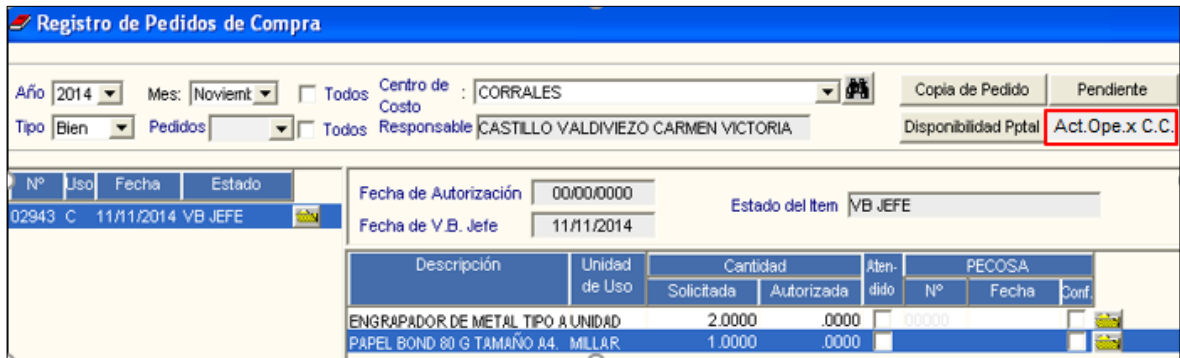 Registro de Pedidos de Compra
Año 2014 Mes: Noviemt Todos Centro de Costo : CORRALES Copia de Pedido Pendiente
Tipo Bien Pedidos Todos Responsable CASTILLO VALDIVIEZO CARMEN VICTORIA Disponibilidad Pptal Act.Ope.x C.C.
Nº Uso Fecha Estado
02943 C 11/11/2014 VB JEFE
Fecha de Autorización 00/00/0000 Estado del Item VB JEFE
Fecha de V.B. Jefe 11/11/2014
Descripción Unidad de Uso Cantidad Aten-dido PECOSA
Solicitada Autorizada Nº Fecha Conf.
ENGRAPADOR DE METAL TIPO A UNIDAD 2.0000 .0000 00000
PAPEL BOND 80 G TAMAÑO A4. MILLAR 1.0000 .0000